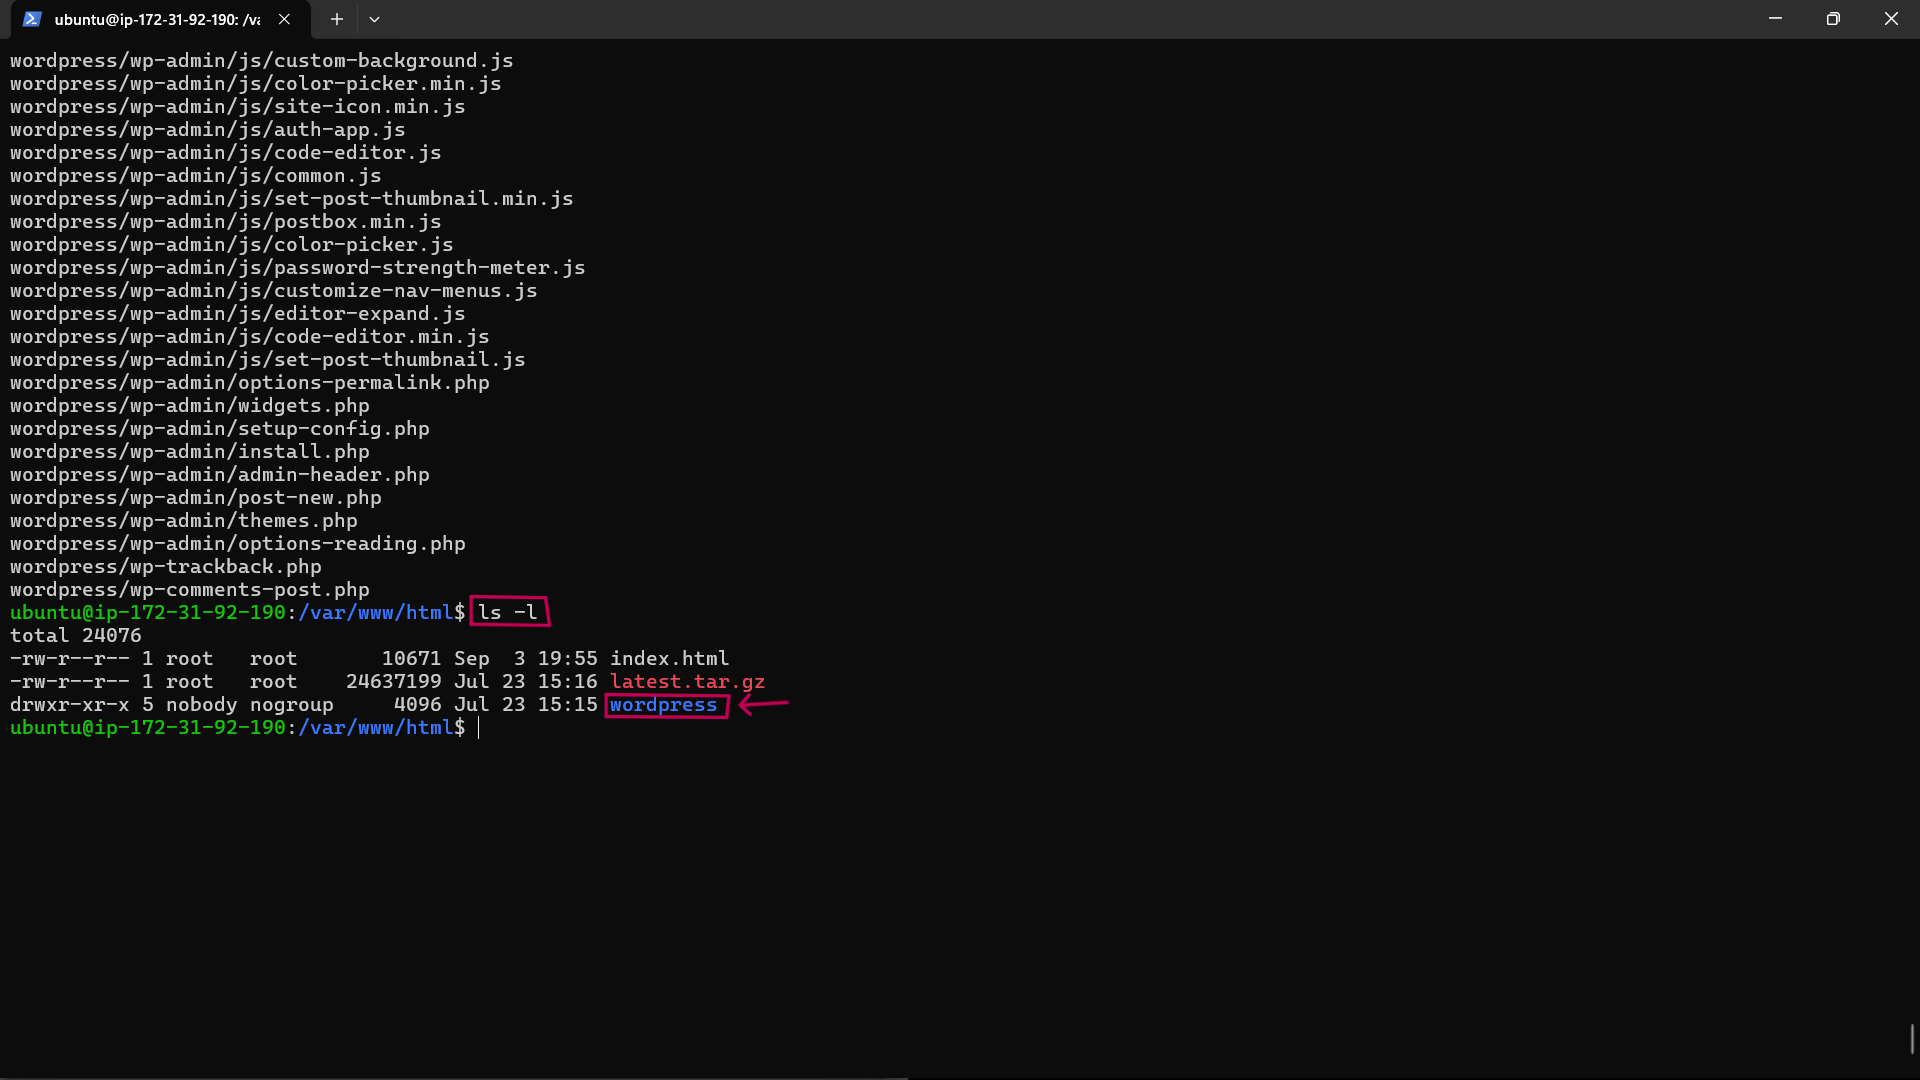 ubuntu@ip-172-31-92-190: /va
wordpress/wp-admin/js/custom-background.js
wordpress/wp-admin/js/color-picker.min.js
wordpress/wp-admin/js/site-icon.min.js
wordpress/wp-admin/js/auth-app.js
wordpress/wp-admin/js/code-editor.js
wordpress/wp-admin/js/common.js
wordpress/wp-admin/js/set-post-thumbnail.min.js
wordpress/wp-admin/js/postbox.min.js
wordpress/wp-admin/js/color-picker.js
wordpress/wp-admin/js/password-strength-meter.js
wordpress/wp-admin/js/customize-nav-menus.js
wordpress/wp-admin/js/editor-expand.js
wordpress/wp-admin/js/code-editor.min.js
wordpress/wp-admin/js/set-post-thumbnail.js
wordpress/wp-admin/options-permalink.php
wordpress/wp-admin/widgets.php
wordpress/wp-admin/setup-config.php
wordpress/wp-admin/install.php
wordpress/wp-admin/admin-header.php
wordpress/wp-admin/post-new.php
wordpress/wp-admin/themes.php
wordpress/wp-admin/options-reading.php
wordpress/wp-trackback.php
wordpress/wp-comments-post.php
ubuntu@ip-172-31-92-190:/var/www/html$ ls -l
total 24076
-rw-r--r-- 1 root   root       10671 Sep  3 19:55 index.html
-rw-r--r-- 1 root   root    24637199 Jul 23 15:16 latest.tar.gz
drwxr-xr-x 5 nobody nogroup     4096 Jul 23 15:15 wordpress
ubuntu@ip-172-31-92-190:/var/www/html$